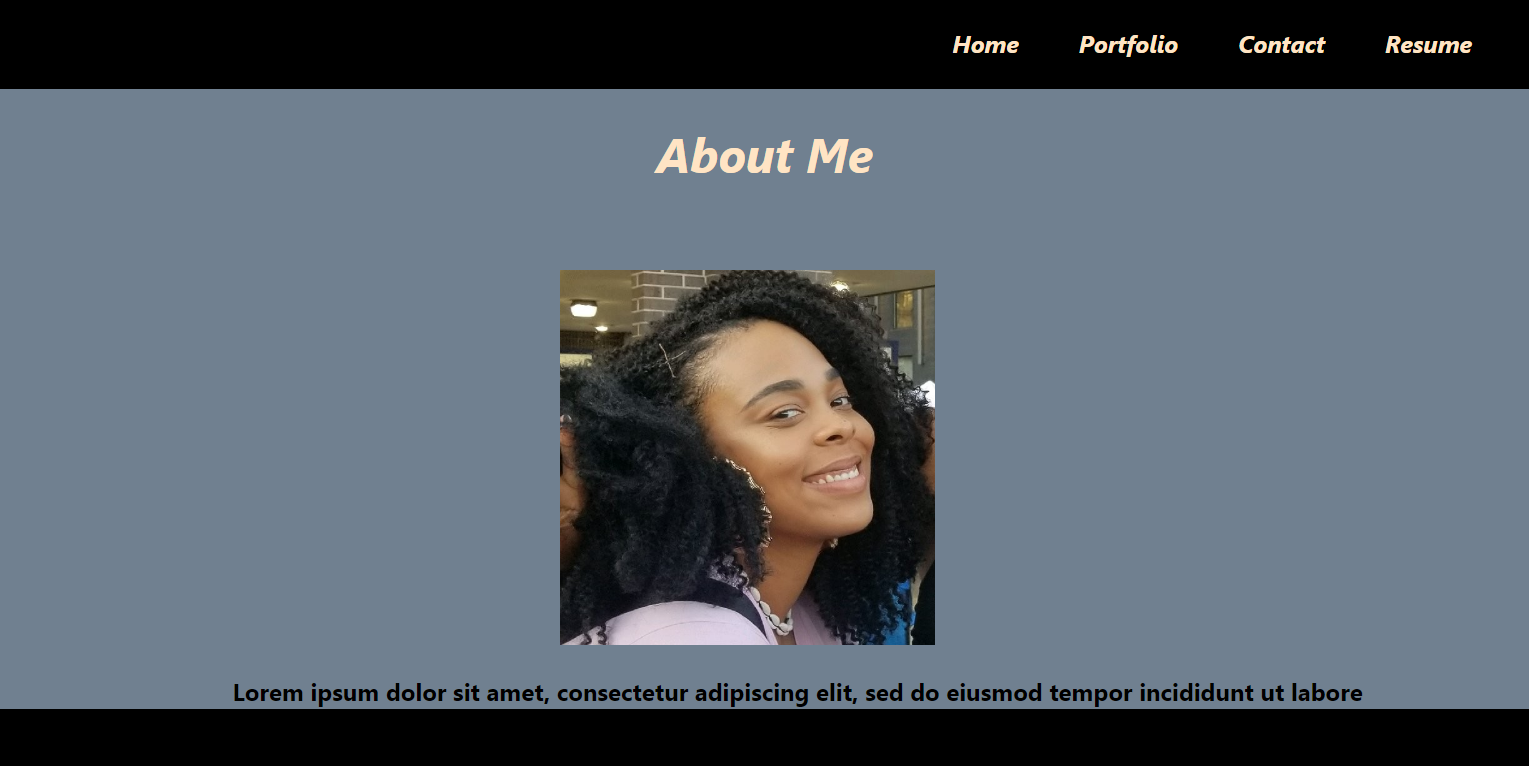 Home Portfolio Contact Resume
About Me
Lorem ipsum dolor sit amet, consectetur adipiscing elit, sed do eiusmod tempor incididunt ut labore